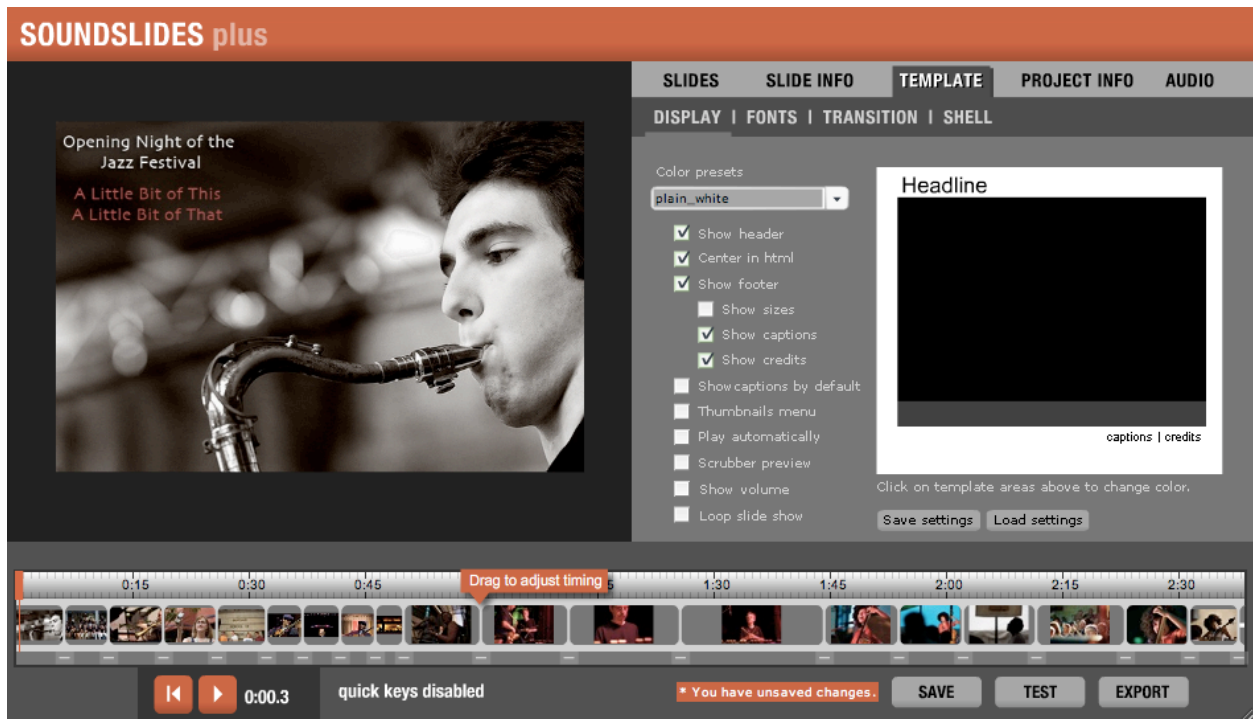 SOUNDSLIDES plus
SLIDES SLIDE INFO TEMPLATE PROJECT INFO AUDIO
DISPLAY | FONTS | TRANSITION | SHELL
Opening Night of the
Jazz Festival
A Little Bit of This
A Little Bit of That
Color presets
plain_white
Show header
Center in html
Show footer
Show sizes
Show captions
Show credits
Show captions by default
Thumbnails menu
Play automatically
Scrubber preview
Show volume
Loop slide show
Headline
captions | credits
Click on template areas above to change color.
Save settings Load settings
0:15 0:30 0:45 Drag to adjust timing 5 1:30 1:45 2:00 2:15 2:30
0:00.3 quick keys disabled * You have unsaved changes. SAVE TEST EXPORT